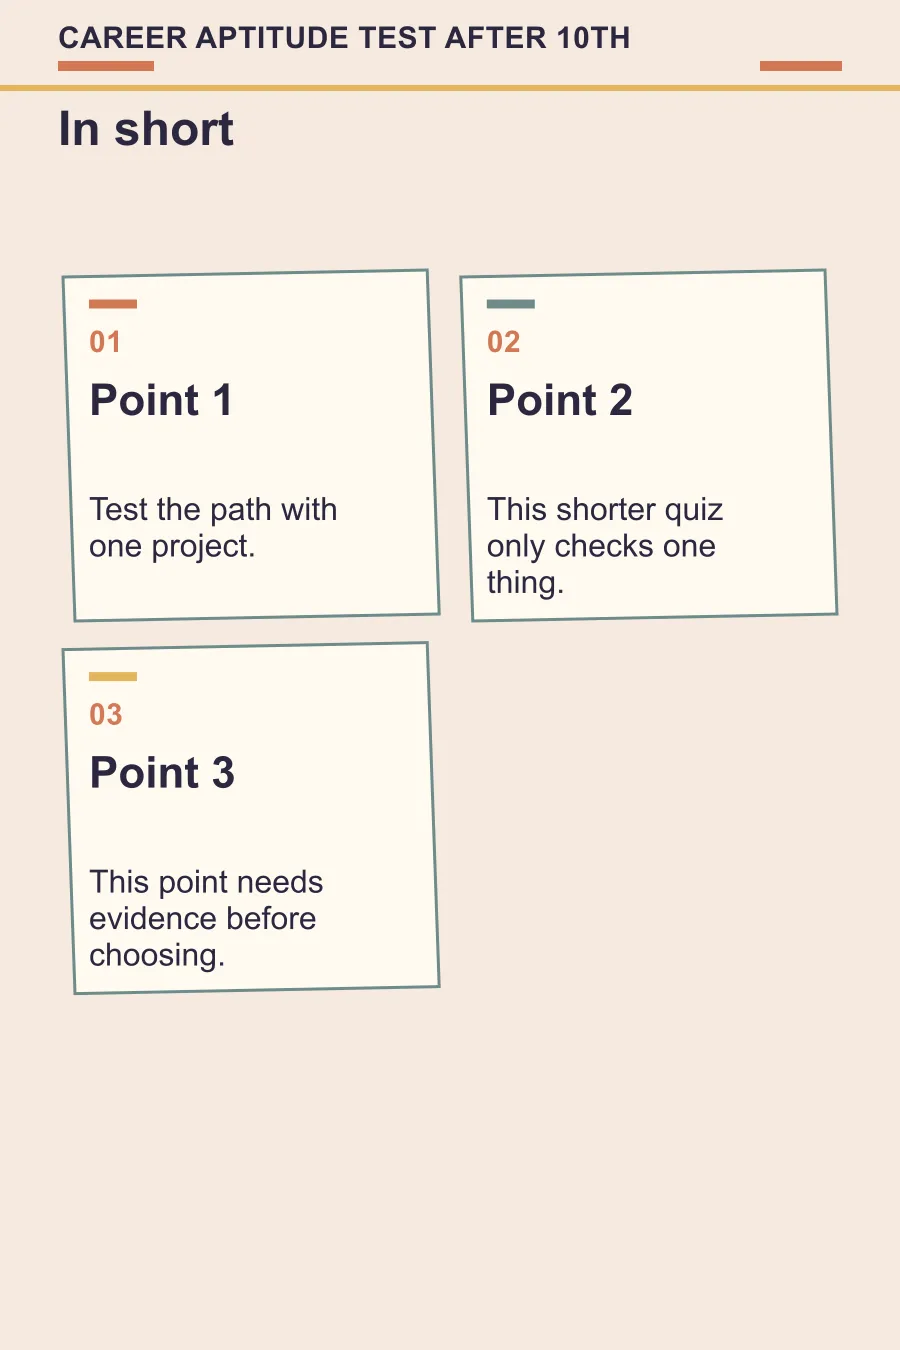 CAREER APTITUDE TEST AFTER 10TH
In short
01
Point 1
Test the path with
one project.
02
Point 2
This shorter quiz
only checks one
thing.
03
Point 3
This point needs
evidence before
choosing.